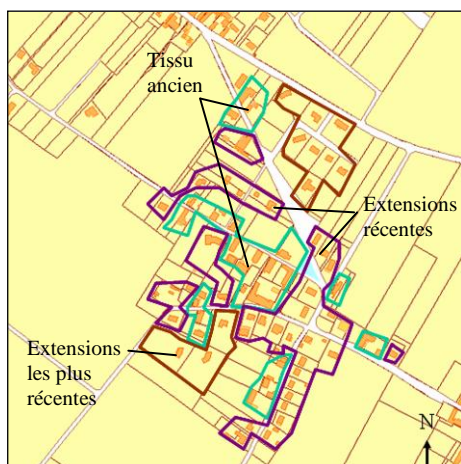 Tissu
ancien
Extensions
récentes
Extensions
les plus
récentes
N